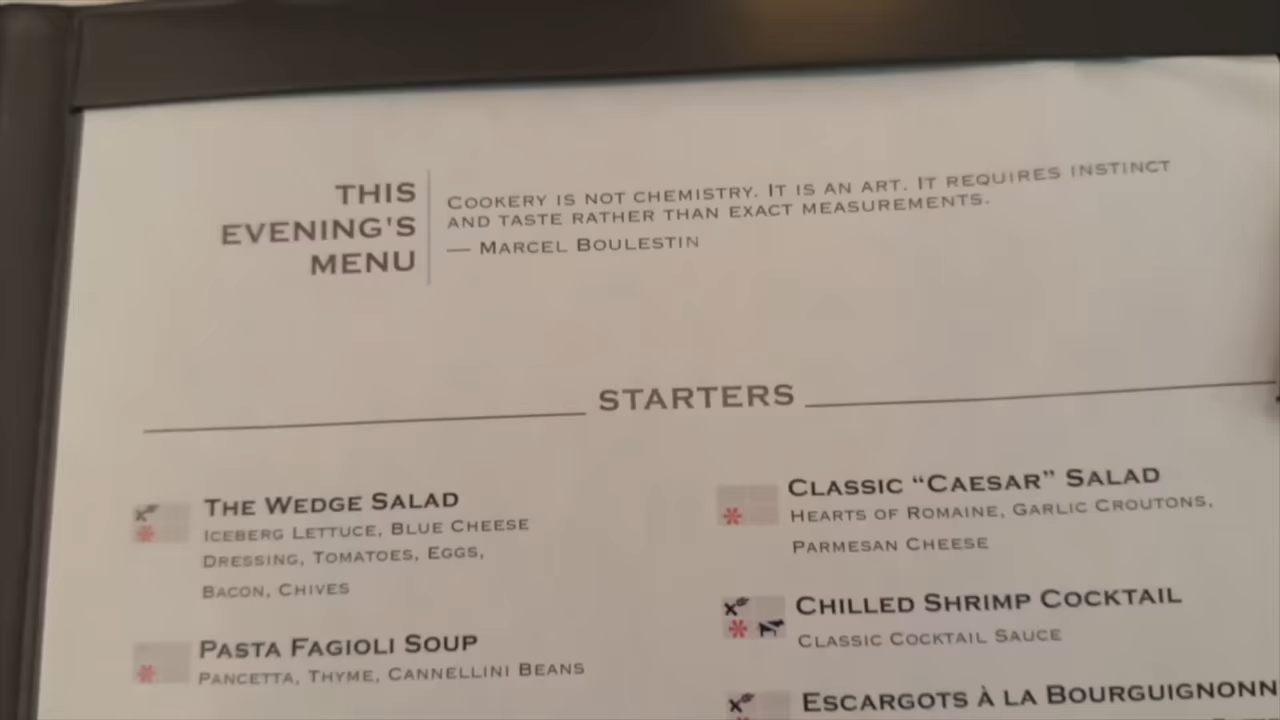 THIS
EVENING'S
MENU
COOKERY IS NOT CHEMISTRY. IT IS AN ART. IT REQUIRES INSTINCT
AND TASTE RATHER THAN EXACT MEASUREMENTS.
— MARCEL BOULESTIN
STARTERS
THE WEDGE SALAD
ICEBERG LETTUCE, BLUE CHEESE
DRESSING, TOMATOES, EGGS,
BACON, CHIVES
PASTA FAGIOLI SOUP
PANCETTA, THYME, CANNELLINI BEANS
CLASSIC “CAESAR” SALAD
HEARTS OF ROMAINE, GARLIC CROUTONS,
PARMESAN CHEESE
CHILLED SHRIMP COCKTAIL
CLASSIC COCKTAIL SAUCE
ESCARGOTS À LA BOURGUIGNONN